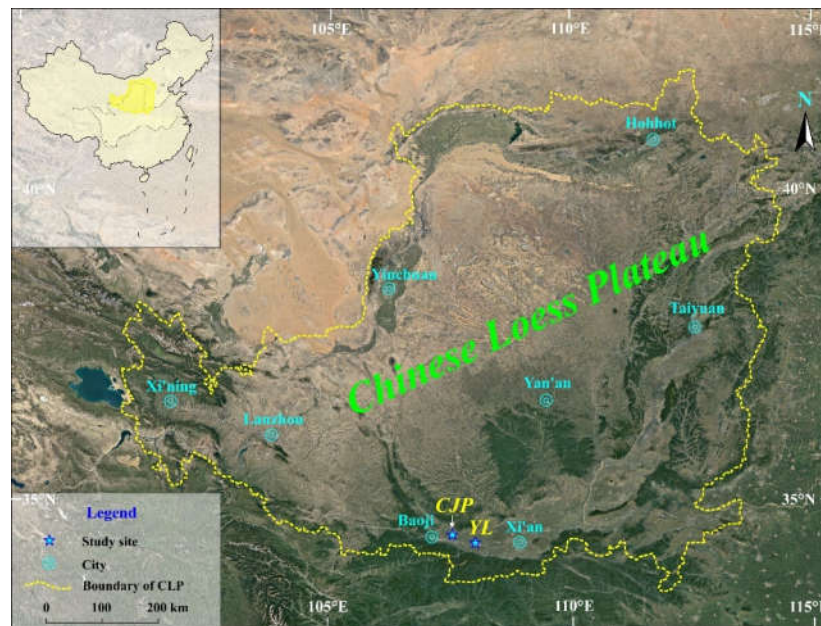 105°E
110°E
115°E
N
Hohhot
40°N
40°N
Yinchuan
Chinese Loess Plateau
Taiyuan
Xi'ning
Yan'an
Lanzhou
35°N
35°N
CJP
Baoji
YL
Xi'an
Legend
Study site
City
Boundary of CLP
0 100 200 km
105°E
110°E
115°E